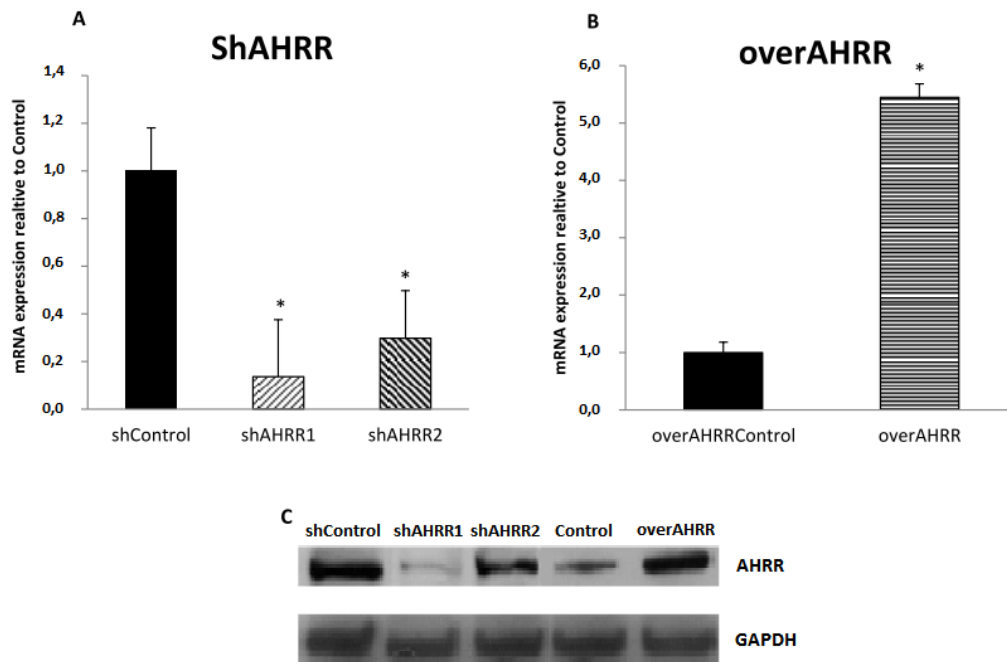 A
ShAHRR
mRNA expression realtive to Control
1,4
1,2
1,0
0,8
0,6
0,4
0,2
0,0
*
*
shControl shAHRR1 shAHRR2
B
overAHRR
mRNA expression realtive to Control
6,0
5,0
4,0
3,0
2,0
1,0
0,0
*
overAHRRControl overAHRR
C
shControl shAHRR1 shAHRR2 Control overAHRR
AHRR
GAPDH